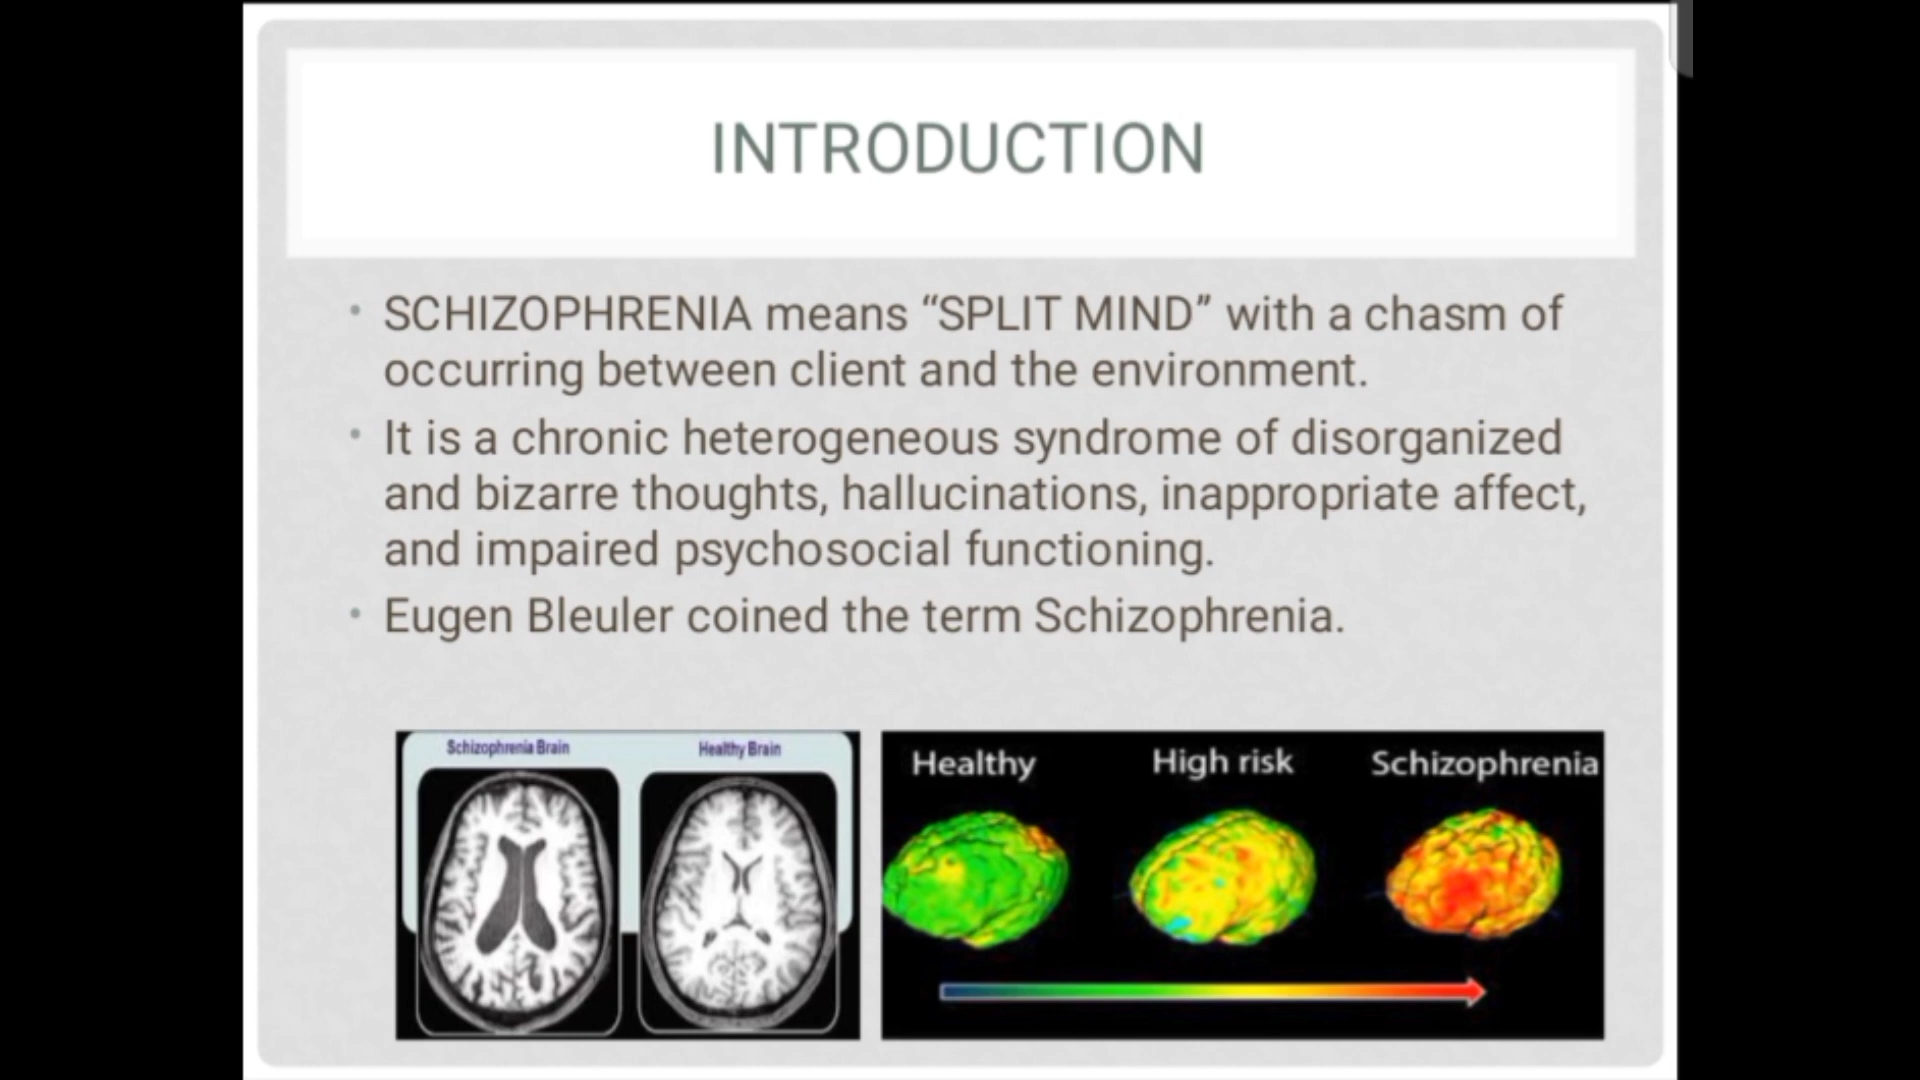 INTRODUCTION
• SCHIZOPHRENIA means “SPLIT MIND” with a chasm of
occurring between client and the environment.
• It is a chronic heterogeneous syndrome of disorganized
and bizarre thoughts, hallucinations, inappropriate affect,
and impaired psychosocial functioning.
• Eugen Bleuler coined the term Schizophrenia.
Schizophrenia Brain
Healthy Brain
Healthy
High risk
Schizophrenia